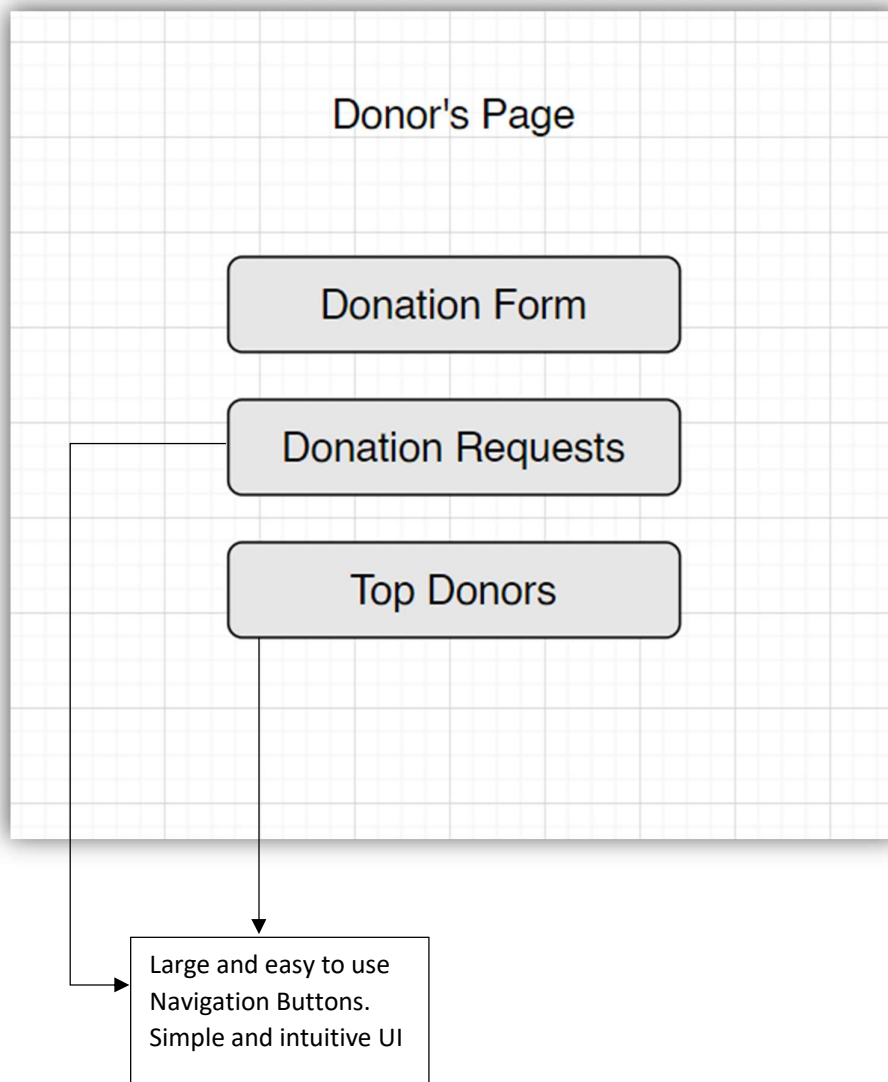 Donor's Page
Donation Form
Donation Requests
Top Donors
Large and easy to use
Navigation Buttons.
Simple and intuitive UI